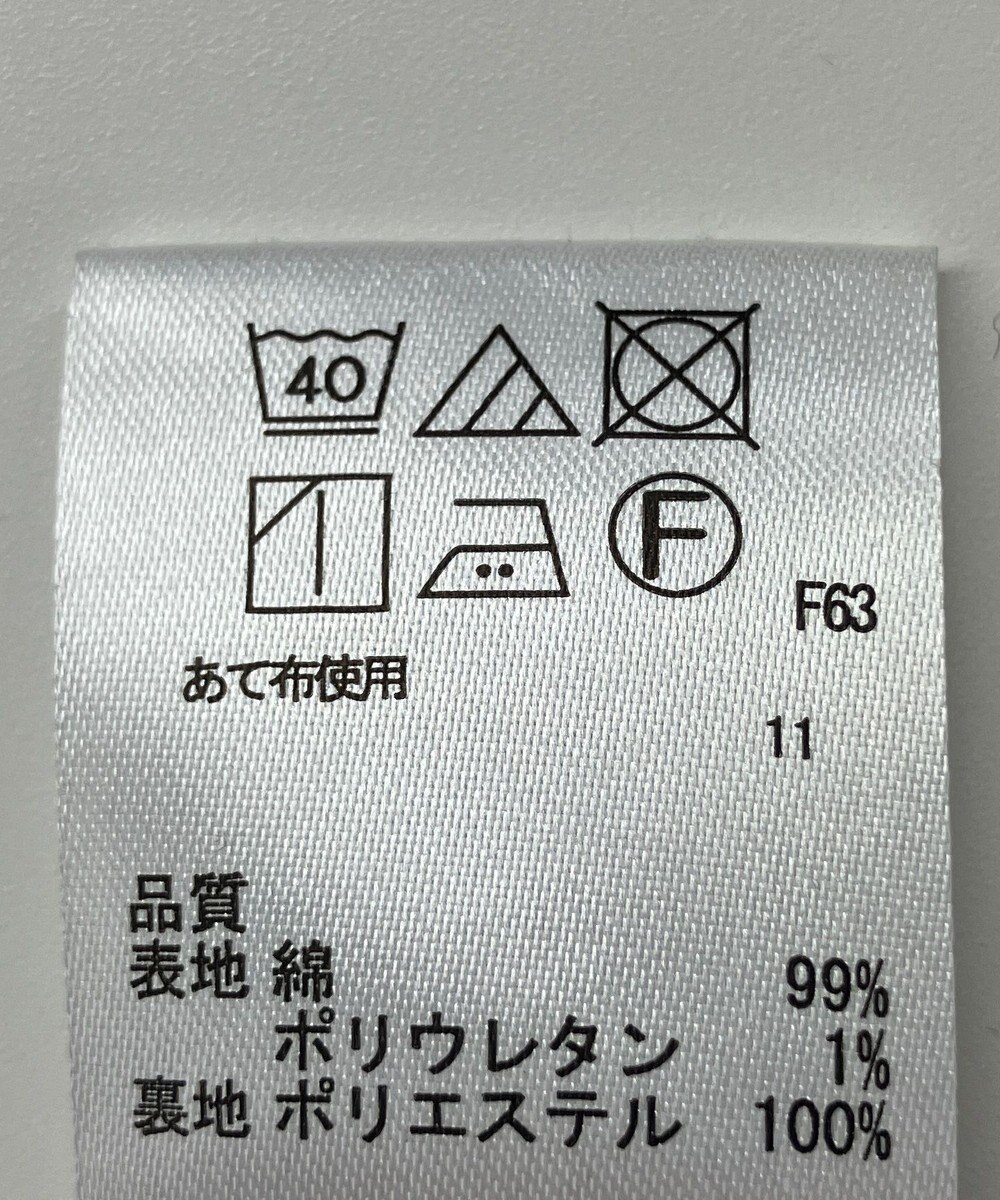 40
F
F63
あて布使用
11
品質
表地 綿 99%
ポリウレタン 1%
裏地 ポリエステル 100%